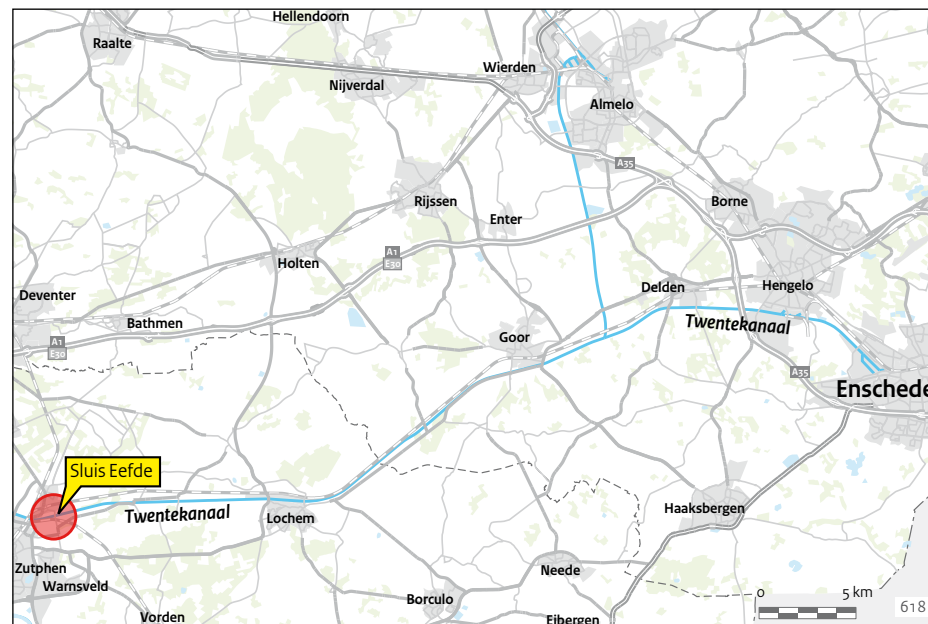 Hellendoorn
Raalte
Wierden
Nijverdal
Almelo
A35
Rijssen
Borne
Enter
A1
E30
Holten
Delden
Hengelo
Deventer
Bathmen
Twentekanaal
Goor
A1
E30
A35
Enschede
Sluis Eefde
Twentekanaal
Lochem
Haaksbergen
Zutphen
Neede
Warnsveld
0 5 km
Borculo
618
Vorden
Eibergen